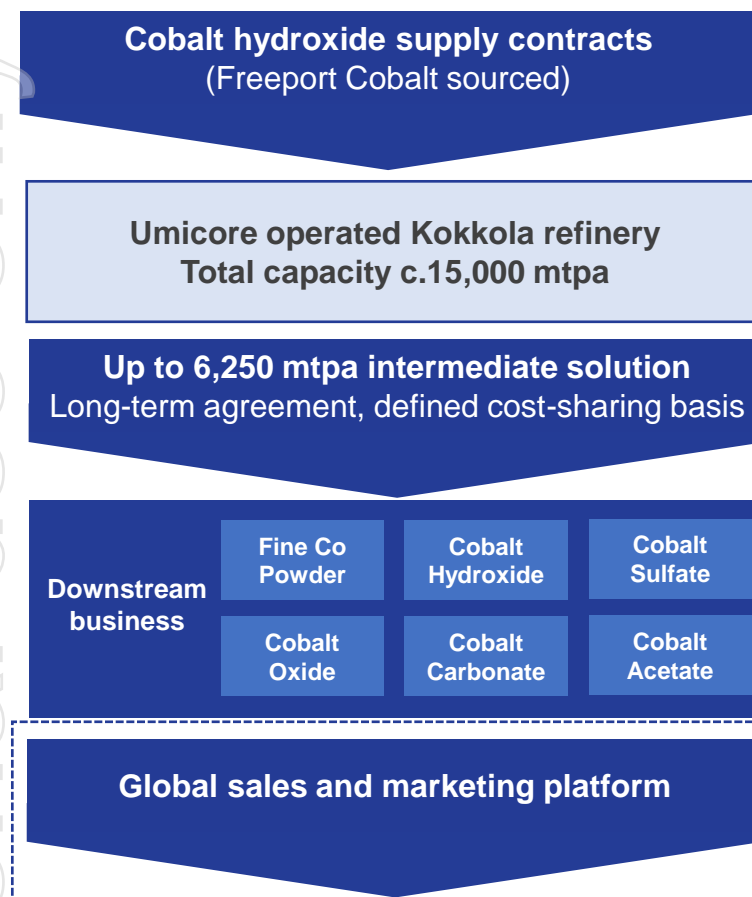 Cobalt hydroxide supply contracts
(Freeport Cobalt sourced)
Umicore operated Kokkola refinery
Total capacity c.15,000 mtpa
Up to 6,250 mtpa intermediate solution
Long-term agreement, defined cost-sharing basis
Downstream
business
Fine Co
Powder
Cobalt
Hydroxide
Cobalt
Sulfate
Cobalt
Oxide
Cobalt
Carbonate
Cobalt
Acetate
Global sales and marketing platform